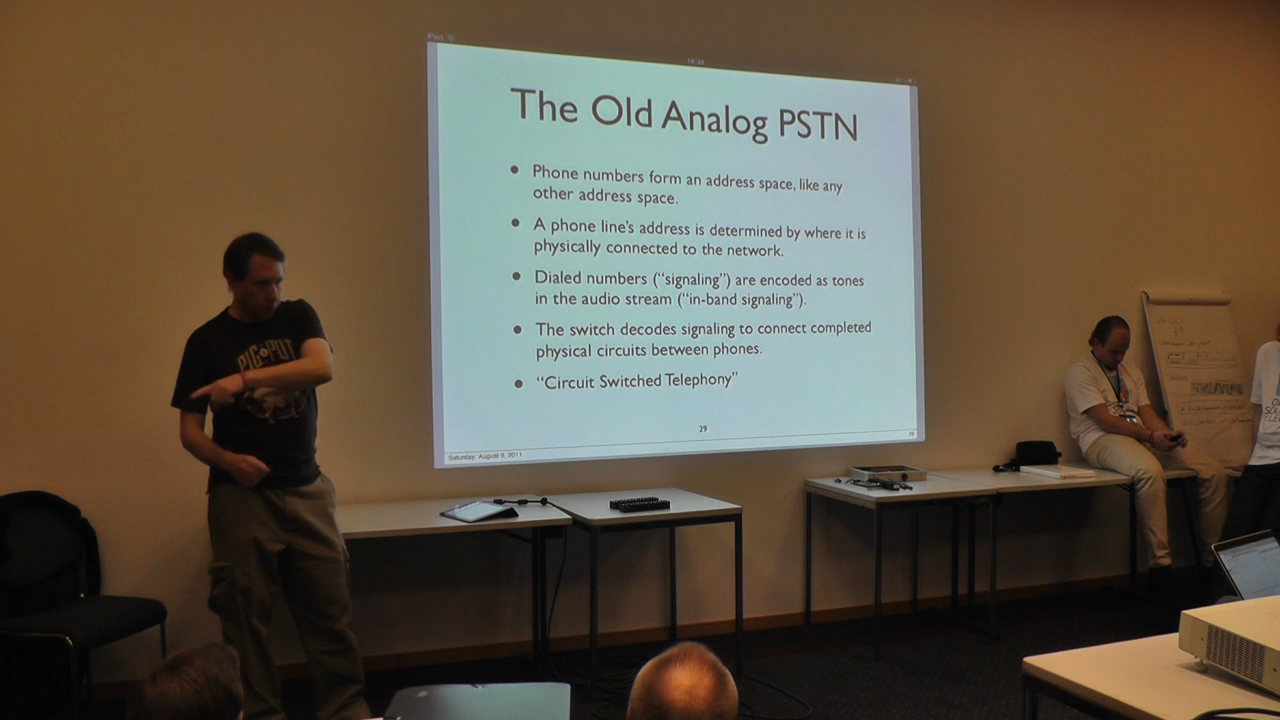 iPod
The Old Analog PSTN
• Phone numbers form an address space, like any
other address space.
• A phone line's address is determined by where it is
physically connected to the network.
• Dialed numbers ("signaling") are encoded as tones
in the audio stream ("in-band signaling").
• The switch decodes signaling to connect completed
physical circuits between phones.
• "Circuit Switched Telephony"
29
Saturday, August 6, 2011
PIG PUT